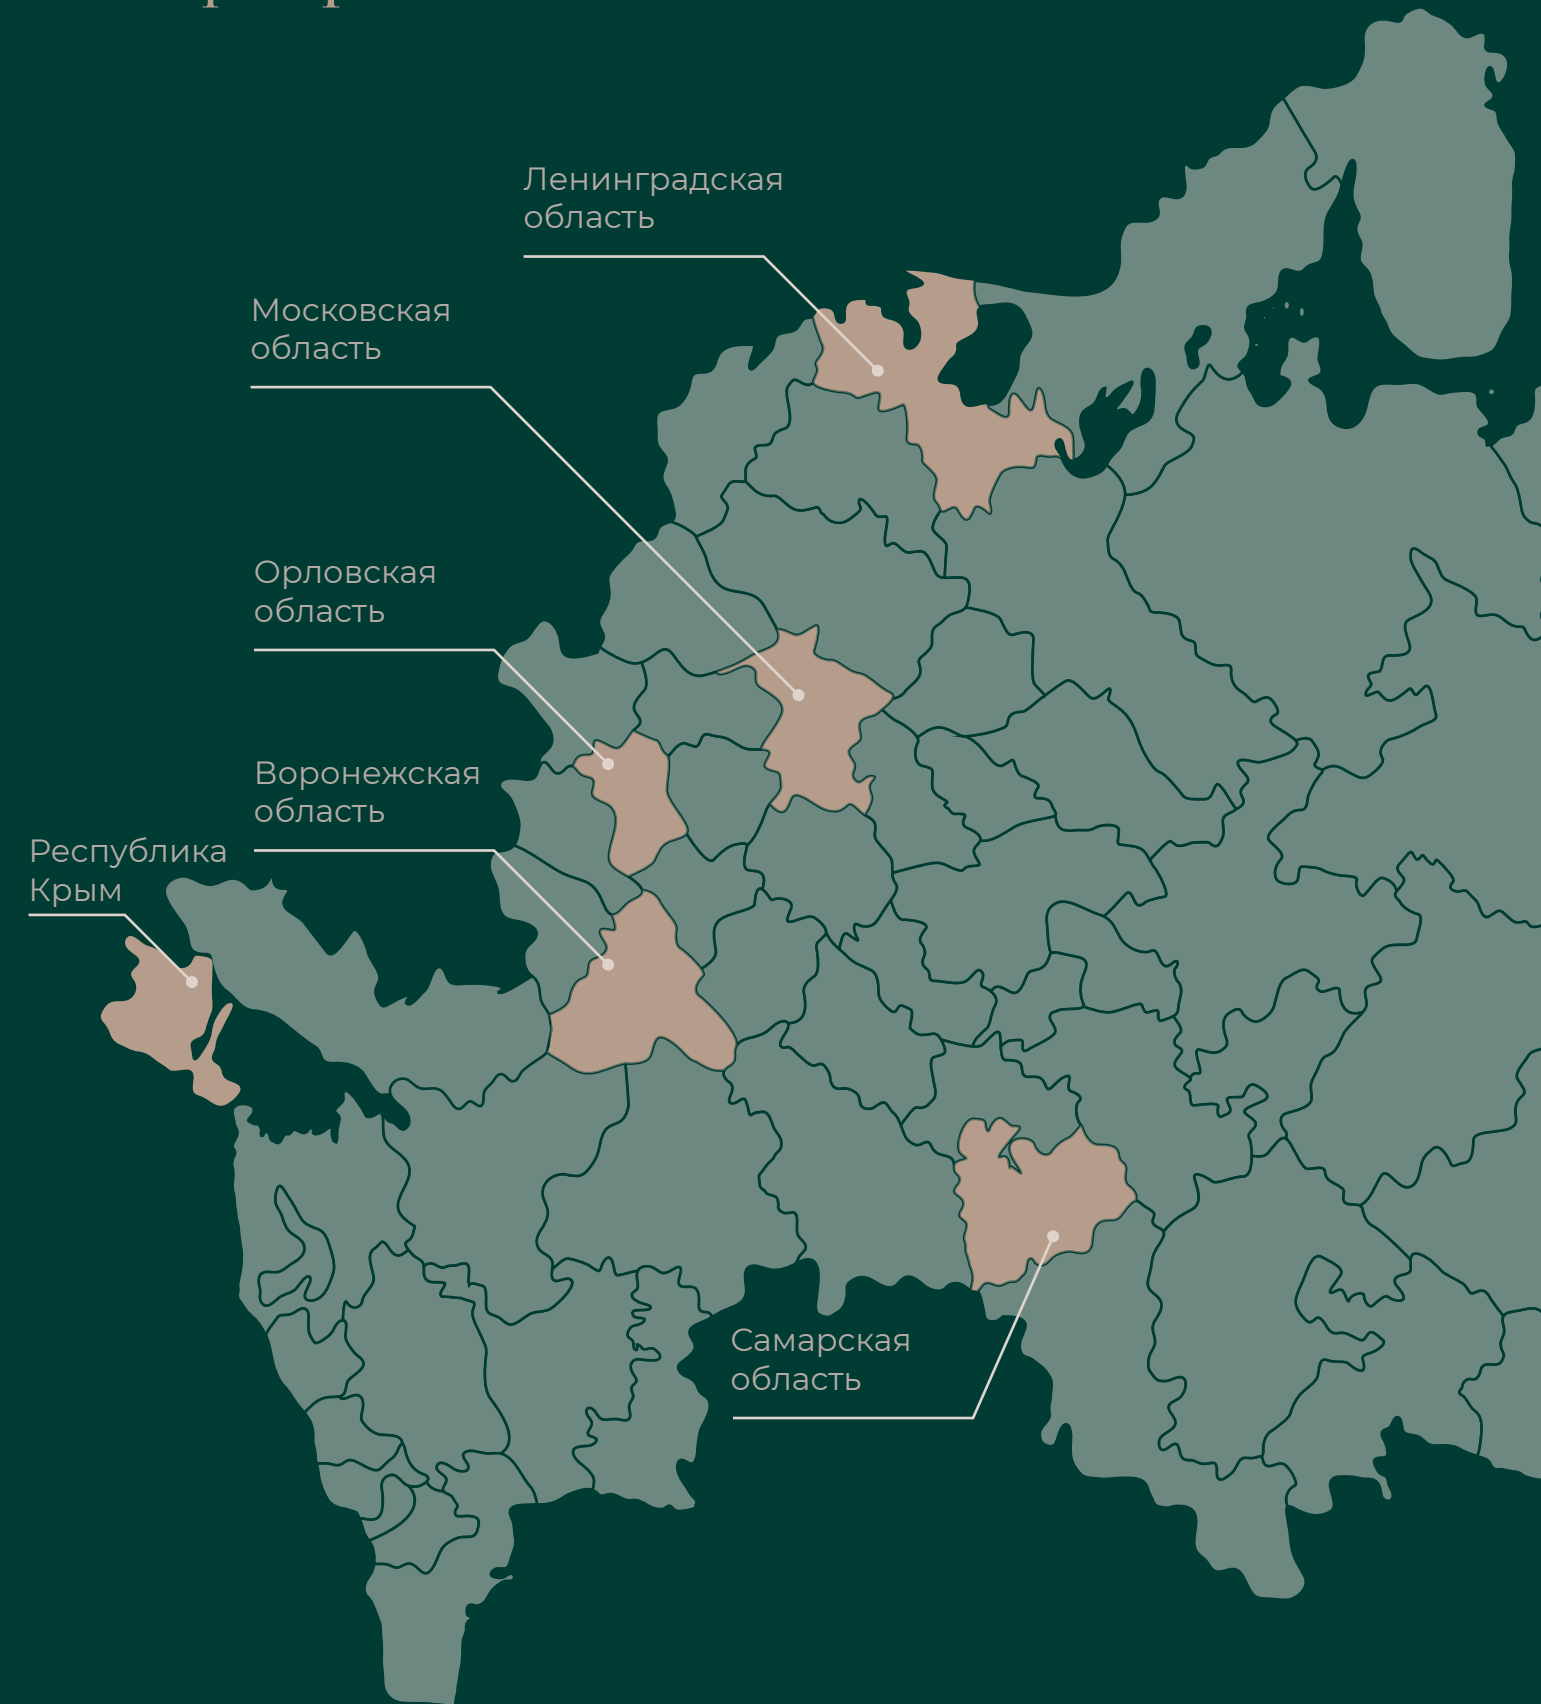 Ленинградская
область
Московская
область
Орловская
область
Воронежская
область
Республика
Крым
Самарская
область